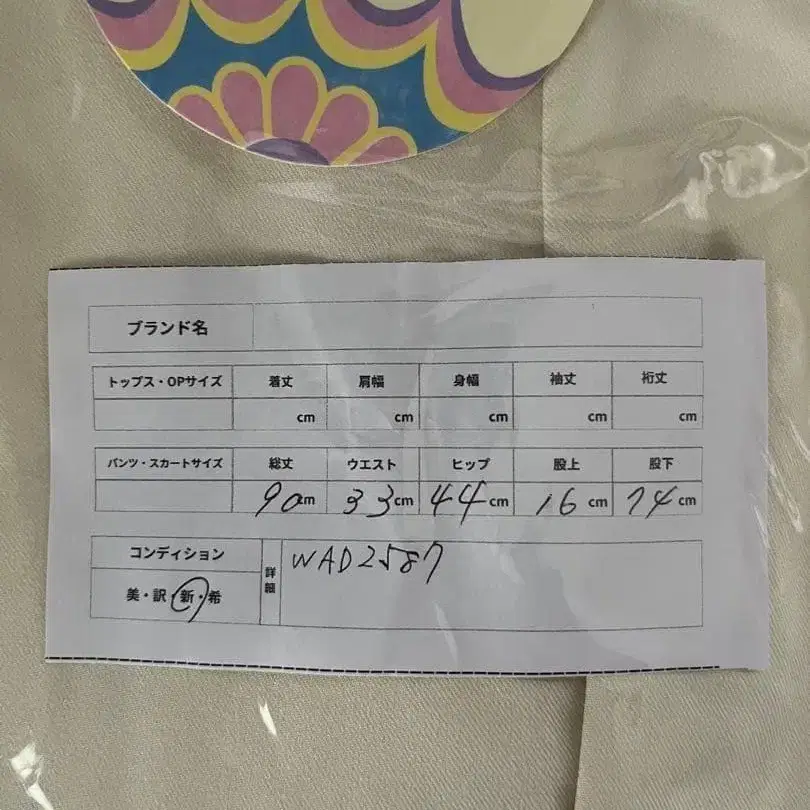 ブランド名
トップス・OPサイズ 着丈 肩幅 身幅 袖丈 裄丈
cm cm cm cm cm
パンツ・スカートサイズ 総丈 ウエスト ヒップ 股上 股下
90cm 33cm 44cm 16cm 74cm
コンディション 詳細 WAD2587
美・訳・新・希